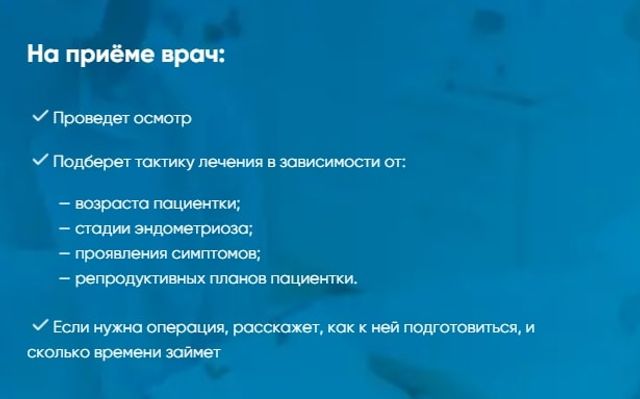 На приёме врач:
✓ Проведет осмотр
✓ Подберет тактику лечения в зависимости от:
— возраста пациентки;
— стадии эндометриоза;
— проявления симптомов;
— репродуктивных планов пациентки.
✓ Если нужна операция, расскажет, как к ней подготовиться, и
сколько времени займет